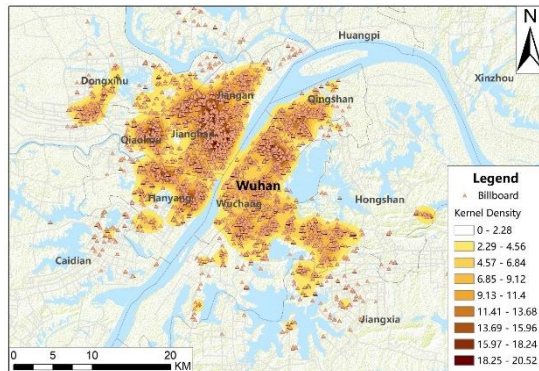 N
Huangpi
Xinzhou
Dongxihu
Jiangan
Qingshan
Qiaokou
Jianghan
Wuhan
Hanyang
Wuchang
Hongshan
Caidian
Jiangxia
Legend
Billboard
Kernel Density
0 - 2.28
2.29 - 4.56
4.57 - 6.84
6.85 - 9.12
9.13 - 11.4
11.41 - 13.68
13.69 - 15.96
15.97 - 18.24
18.25 - 20.52
0 5 10 20
KM